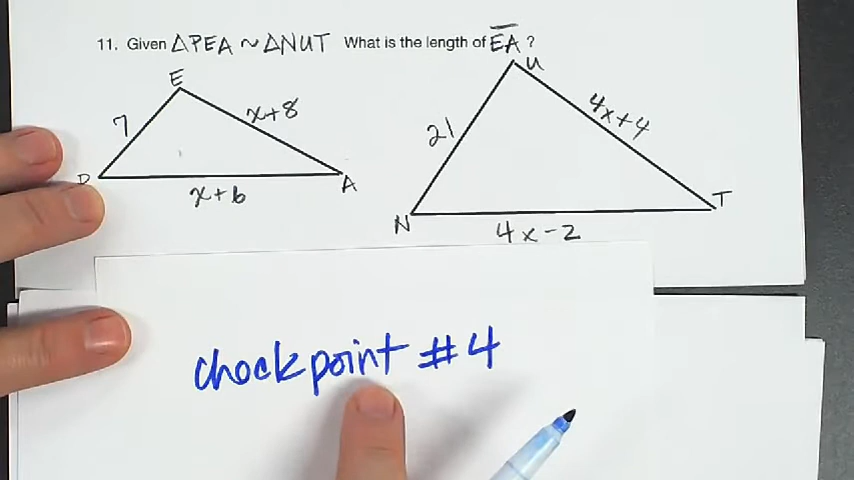 11. Given △PEA ~ △NUT What is the length of EA?
E
U
7
x+8
21
4x+4
P
A
x+6
N
T
4x-2
checkpoint #4